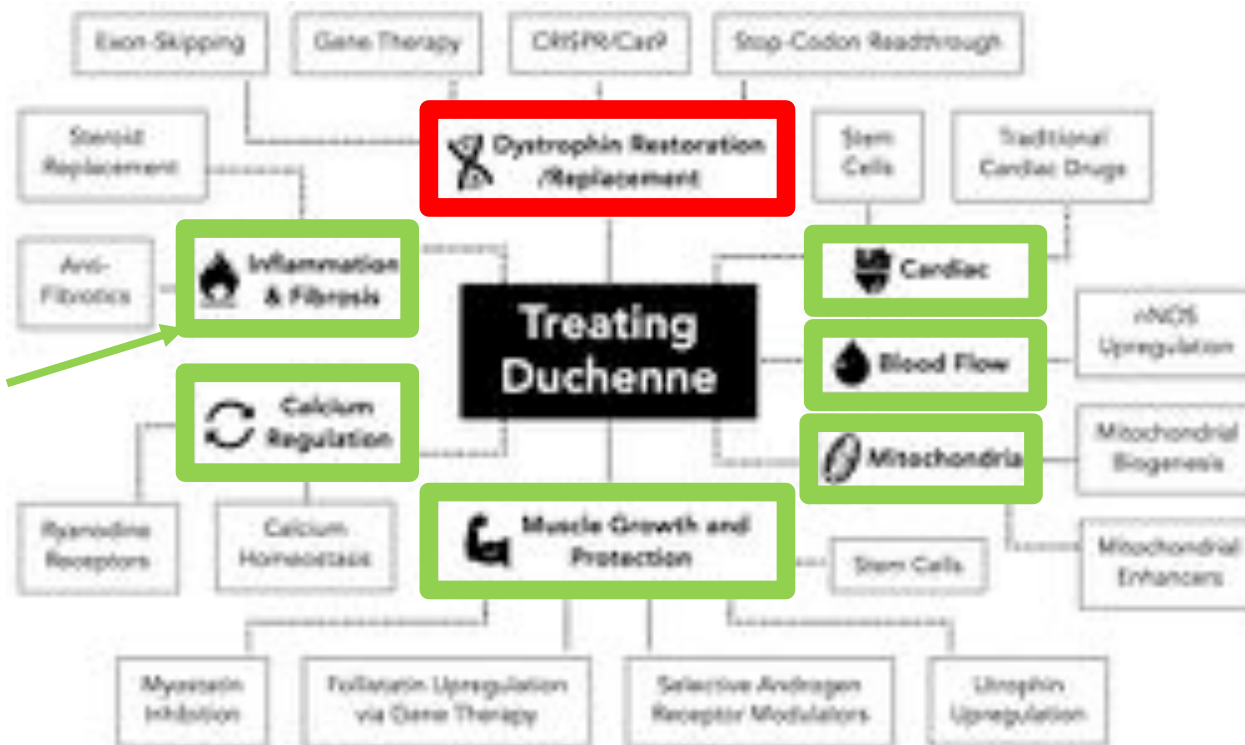 Exon-Skipping
Gene Therapy
CRISPR/Cas9
Stop-Codon Readthrough
Steroid
Replacement
Dystrophin Restoration
/Replacement
Stem
Cells
Traditional
Cardiac Drugs
Anti-
Fibrotics
Inflammation
& Fibrosis
Cardiac
Treating
Duchenne
Blood Flow
nNOS
Upregulation
Calcium
Regulation
Mitochondria
Mitochondrial
Biogenesis
Ryanodine
Receptors
Calcium
Homeostasis
Muscle Growth and
Protection
Stem Cells
Mitochondrial
Enhancers
Myostatin
Inhibition
Follistatin Upregulation
via Gene Therapy
Selective Androgen
Receptor Modulators
Utrophin
Upregulation